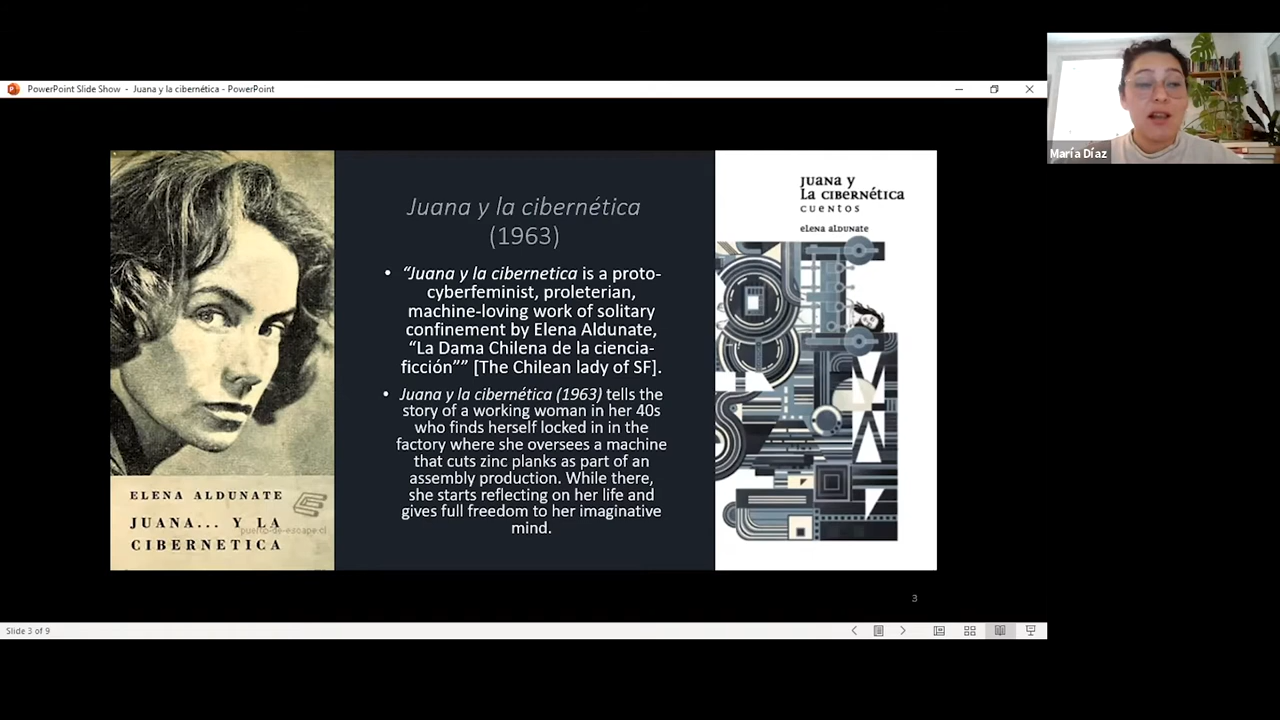 PowerPoint Slide Show - Juana y la cibernética - PowerPoint
María Díaz
ELENA ALDUNATE
JUANA... Y LA
puerto-de-escape.cl
CIBERNETICA
Juana y la cibernética
(1963)
• “Juana y la cibernetica is a proto-
cyberfeminist, proleterian,
machine-loving work of solitary
confinement by Elena Aldunate,
“La Dama Chilena de la ciencia-
ficción”” [The Chilean lady of SF].
• Juana y la cibernética (1963) tells the
story of a working woman in her 40s
who finds herself locked in in the
factory where she oversees a machine
that cuts zinc planks as part of an
assembly production. While there,
she starts reflecting on her life and
gives full freedom to her imaginative
mind.
Juana y
La cibernética
cuentos
elena aldunate
3
Slide 3 of 9